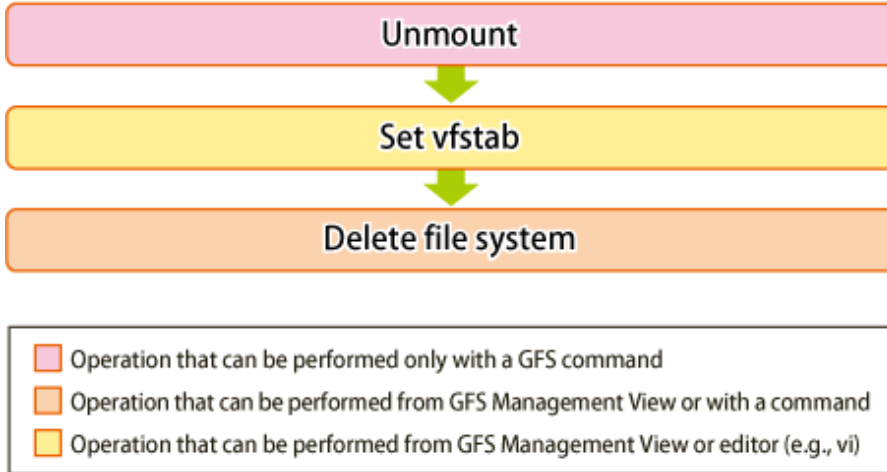 Unmount
Set vfstab
Delete file system
Operation that can be performed only with a GFS command
Operation that can be performed from GFS Management View or with a command
Operation that can be performed from GFS Management View or editor (e.g., vi)